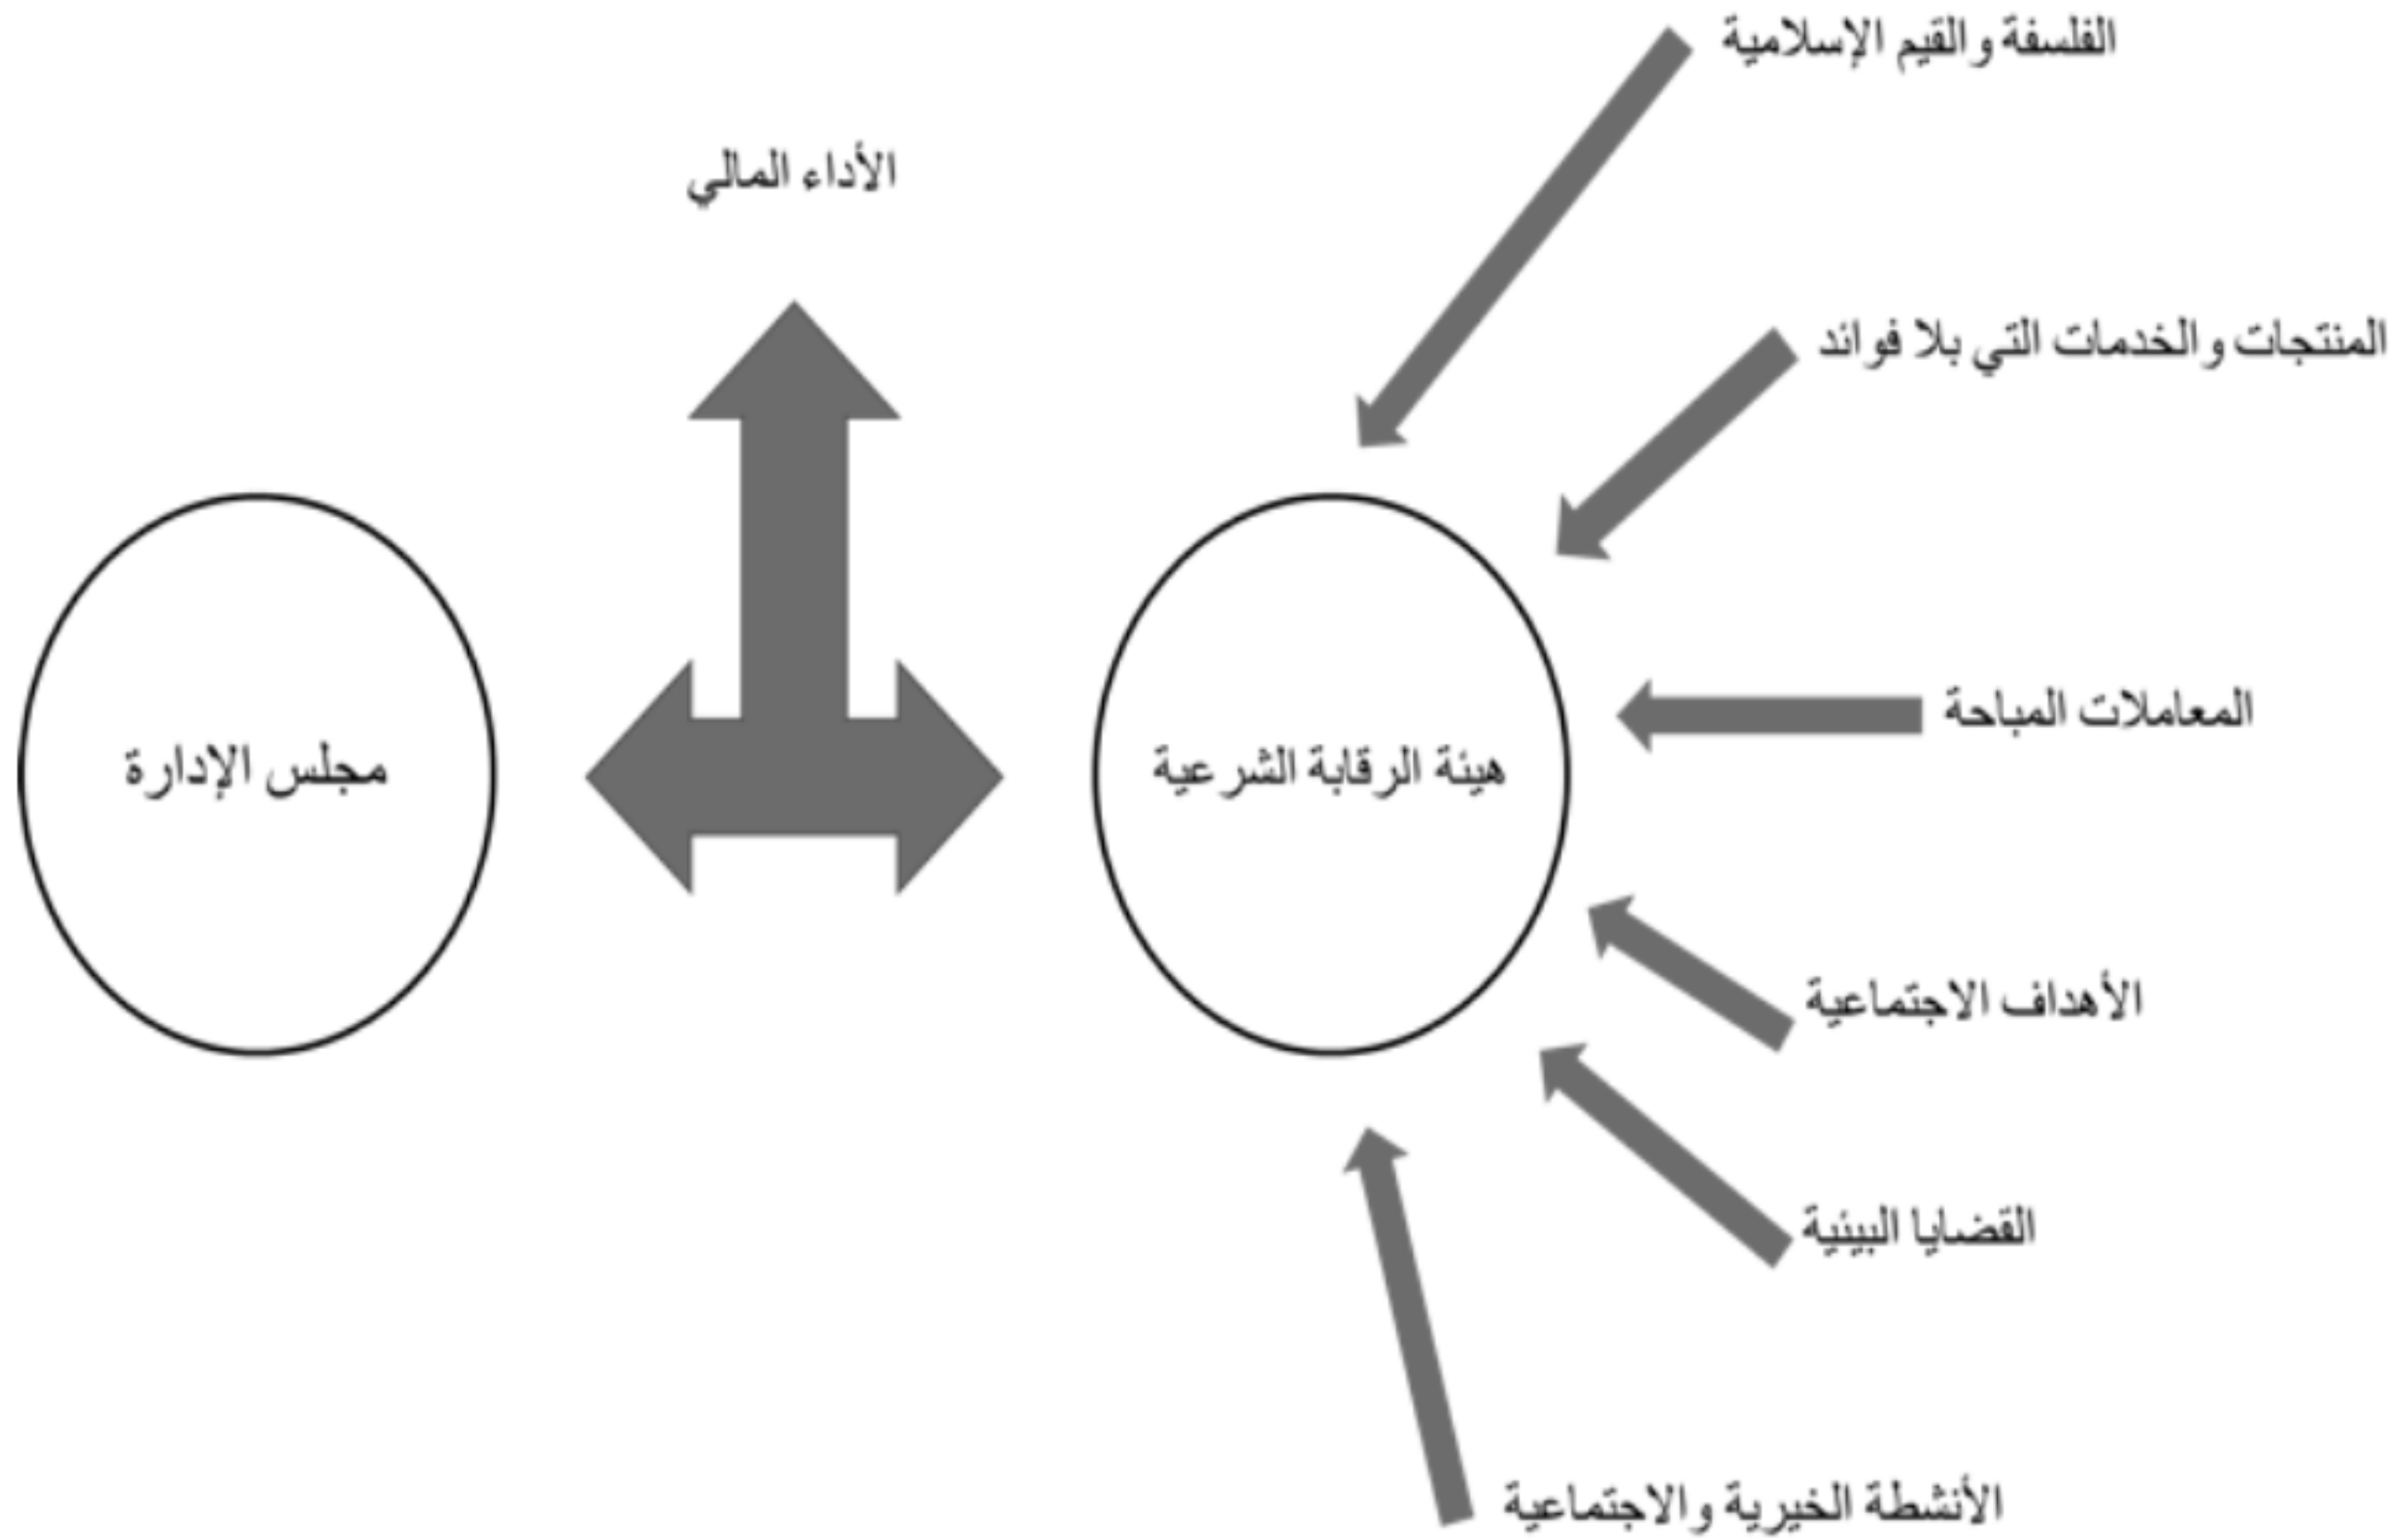 الفلسفة والقيم الإسلامية
الأداء المالي
المنتجات والخدمات التي بلا فوائد
المعاملات المباحة
هيئة الرقابة الشرعية
مجلس الإدارة
الأهداف الاجتماعية
القضايا البيئية
الأنشطة الخيرية والاجتماعية